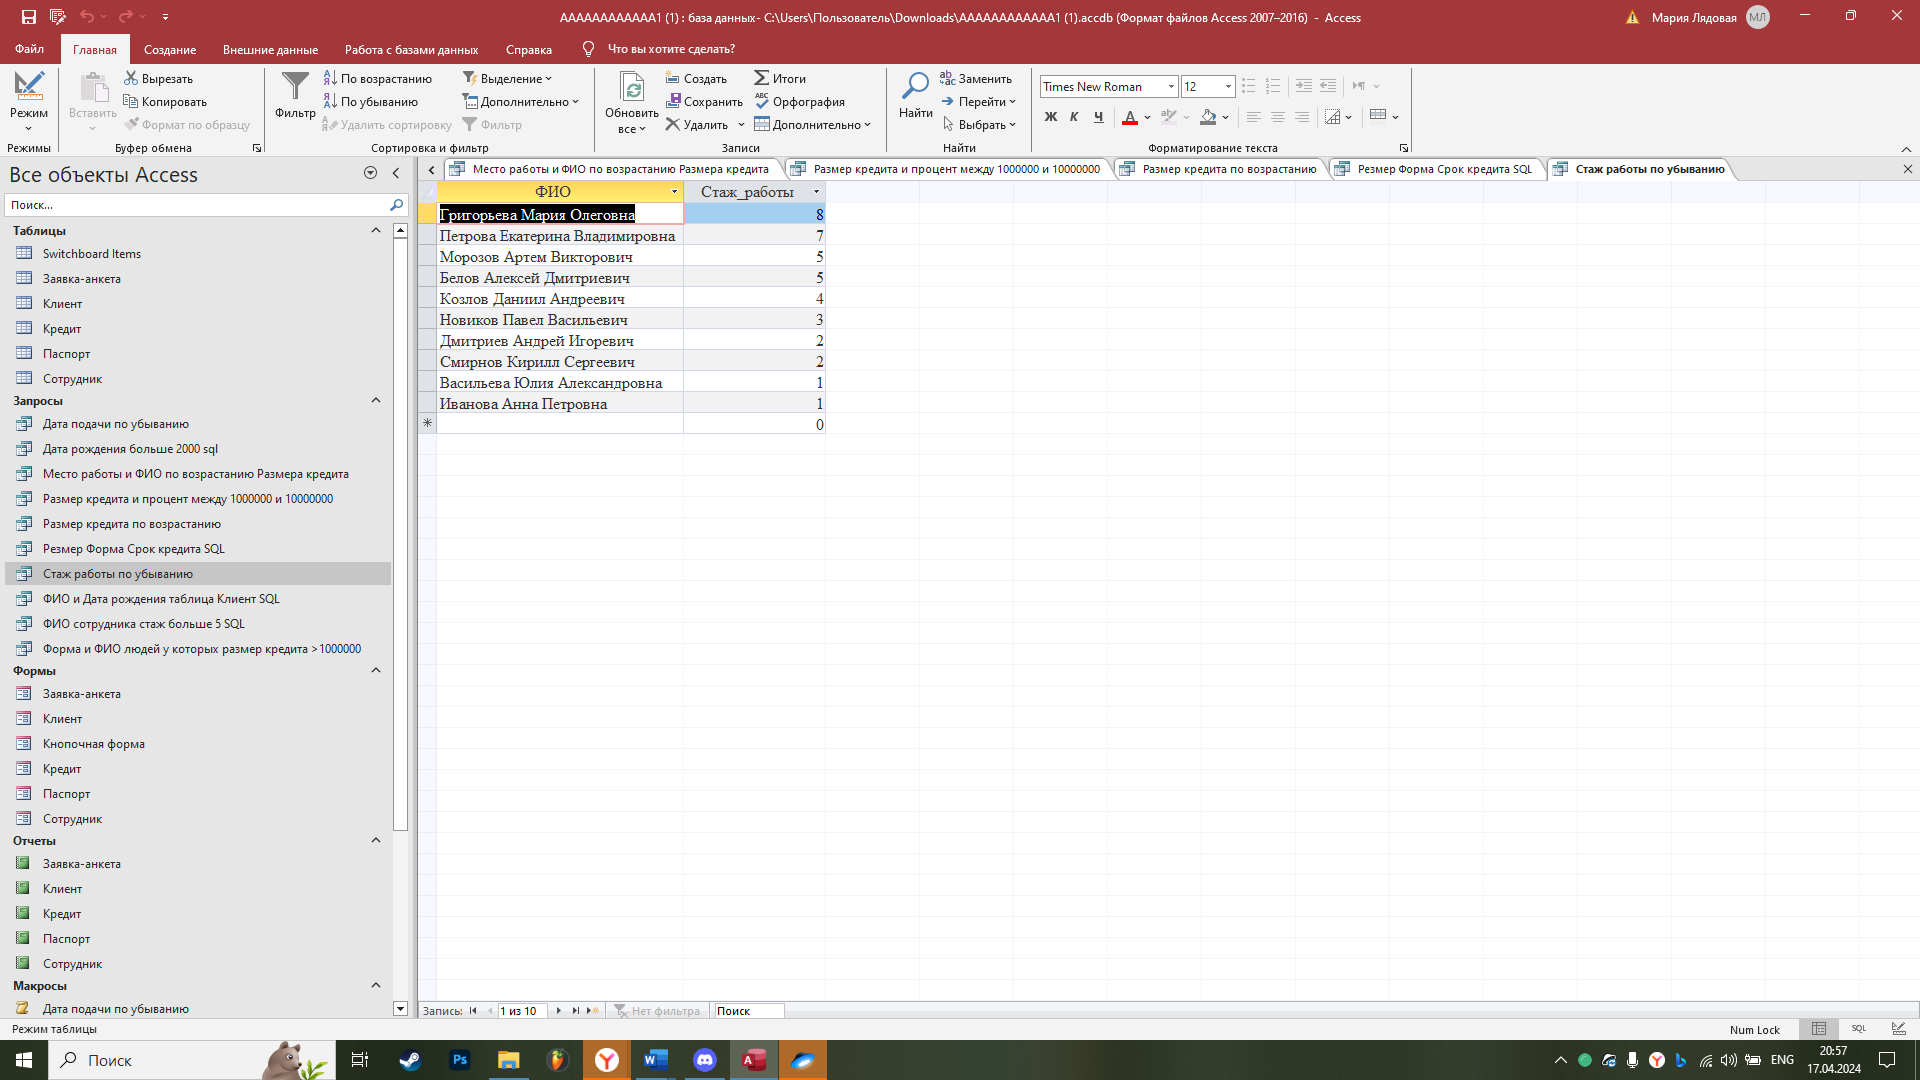 AAAAAAAAAAAA1 (1) : база данных- C:\Users\Пользователь\Downloads\AAAAAAAAAAAA1 (1).accdb (Формат файлов Access 2007–2016) - Access
Мария Лядовая
МЛ
Файл
Главная
Создание
Внешние данные
Работа с базами данных
Справка
Что вы хотите сделать?
Режим
Вставить
Вырезать
Копировать
Формат по образцу
Фильтр
По возрастанию
По убыванию
Удалить сортировку
Выделение
Дополнительно
Фильтр
Обновить все
Создать
Сохранить
Удалить
Итоги
Орфография
Дополнительно
Найти
Заменить
Перейти
Выбрать
Times New Roman
12
Ж К Ч
Режимы
Буфер обмена
Сортировка и фильтр
Записи
Найти
Форматирование текста
Все объекты Access
Поиск...
Таблицы
Switchboard Items
Заявка-анкета
Клиент
Кредит
Паспорт
Сотрудник
Запросы
Дата подачи по убыванию
Дата рождения больше 2000 sql
Место работы и ФИО по возрастанию Размера кредита
Размер кредита и процент между 1000000 и 10000000
Размер кредита по возрастанию
Резмер Форма Срок кредита SQL
Стаж работы по убыванию
ФИО и Дата рождения таблица Клиент SQL
ФИО сотрудника стаж больше 5 SQL
Форма и ФИО людей у которых размер кредита >1000000
Формы
Заявка-анкета
Клиент
Кнопочная форма
Кредит
Паспорт
Сотрудник
Отчеты
Заявка-анкета
Клиент
Кредит
Паспорт
Сотрудник
Макросы
Дата подачи по убыванию
Место работы и ФИО по возрастанию Размера кредита
Размер кредита и процент между 1000000 и 10000000
Размер кредита по возрастанию
Резмер Форма Срок кредита SQL
Стаж работы по убыванию
ФИО Стаж_работы
Григорьева Мария Олеговна 8
Петрова Екатерина Владимировна 7
Морозов Артем Викторович 5
Белов Алексей Дмитриевич 5
Козлов Даниил Андреевич 4
Новиков Павел Васильевич 3
Дмитриев Андрей Игоревич 2
Смирнов Кирилл Сергеевич 2
Васильева Юлия Александровна 1
Иванова Анна Петровна 1
0
Запись: 1 из 10 Нет фильтра Поиск
Режим таблицы
Num Lock
SQL
Поиск
ENG
20:57
17.04.2024